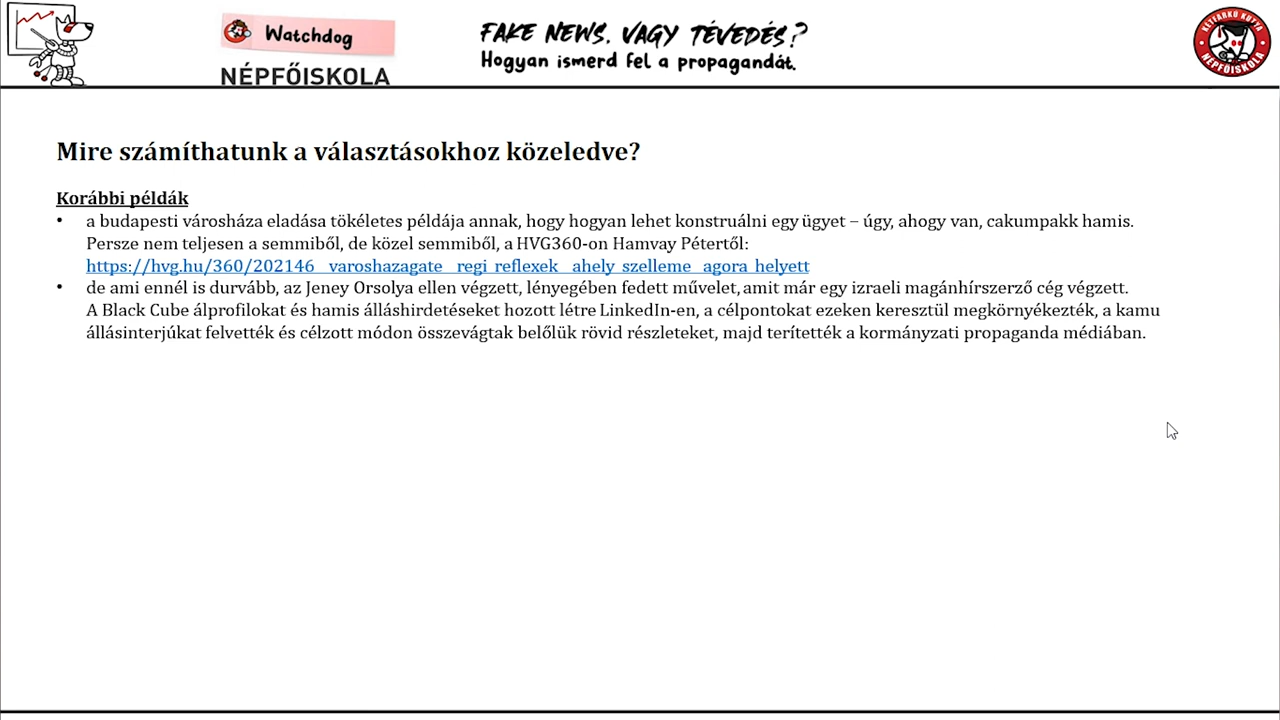 Watchdog
NÉPFŐISKOLA
FAKE NEWS, VAGY TÉVEDÉS?
Hogyan ismerd fel a propagandát.
KÉTFARKÚ KUTYA
NÉPFŐISKOLA
Mire számíthatunk a választásokhoz közeledve?
Korábbi példák
• a budapesti városháza eladása tökéletes példája annak, hogy hogyan lehet konstruálni egy ügyet – úgy, ahogy van, cakumpakk hamis.
Persze nem teljesen a semmiből, de közel semmiből, a HVG360-on Hamvay Pétertől:
https://hvg.hu/360/202146__varoshazagate__regi_reflexek__ahely_szelleme__agora_helyett
• de ami ennél is durvább, az Jeney Orsolya ellen végzett, lényegében fedett művelet, amit már egy izraeli magánhírszerző cég végzett.
A Black Cube álprofilokat és hamis álláshirdetéseket hozott létre LinkedIn-en, a célpontokat ezeken keresztül megkörnyékezték, a kamu
állásinterjúkat felvették és célzott módon összevágtak belőlük rövid részleteket, majd terítették a kormányzati propaganda médiában.